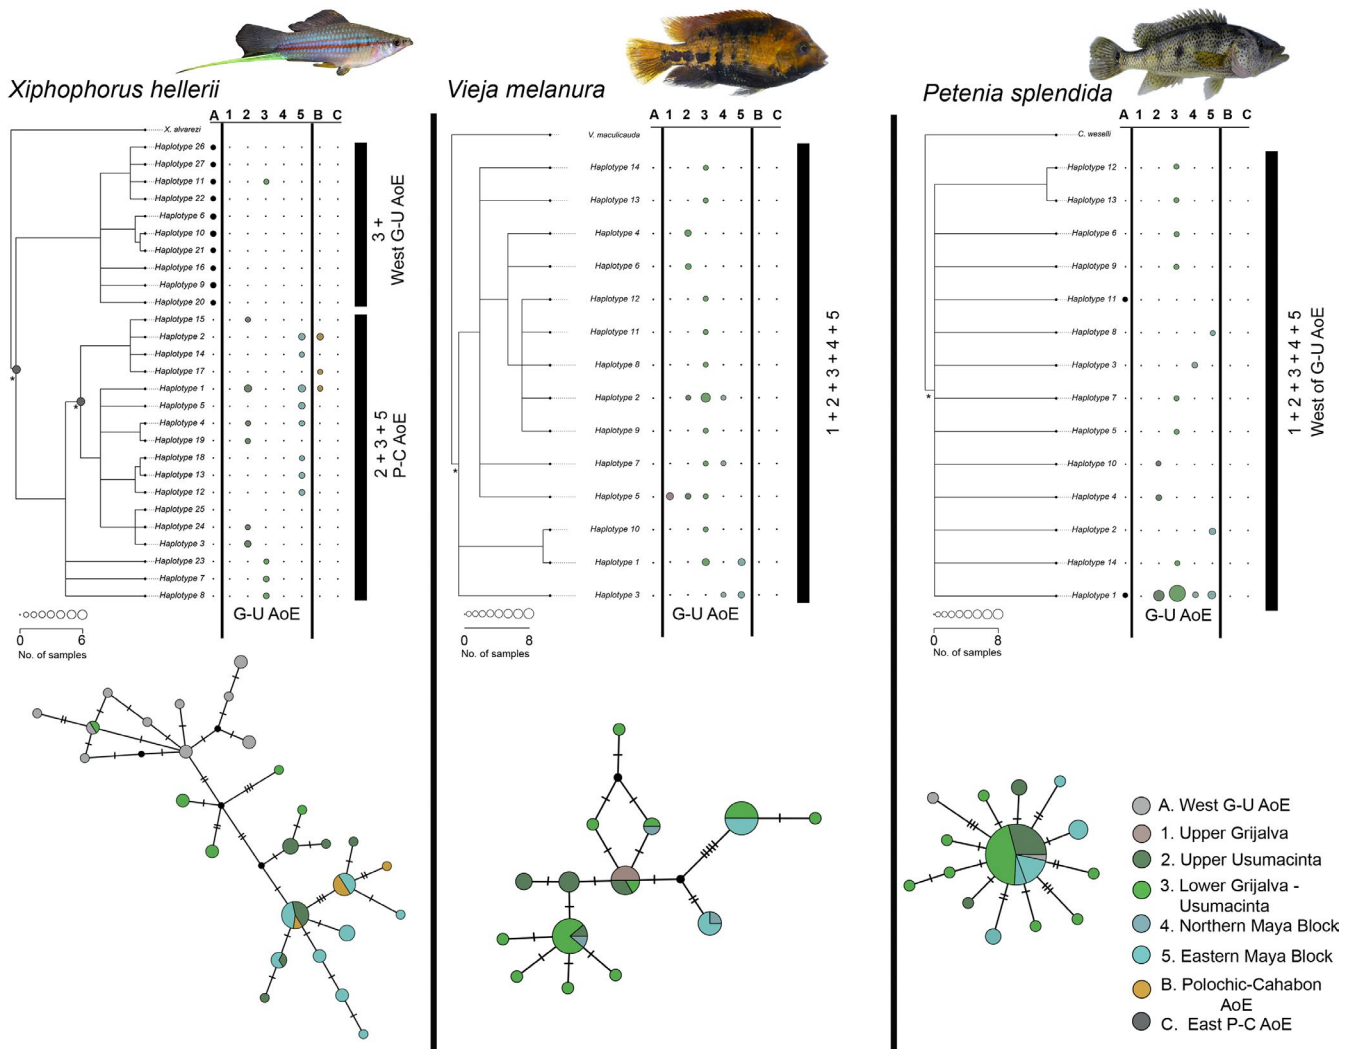 Xiphophorus hellerii
A 1 2 3 4 5 B C
X. alvarezi
Haplotype 26
Haplotype 27
Haplotype 11
Haplotype 22
Haplotype 6
Haplotype 10
Haplotype 21
Haplotype 16
Haplotype 9
Haplotype 20
Haplotype 15
Haplotype 2
Haplotype 14
Haplotype 17
Haplotype 1
Haplotype 5
Haplotype 4
Haplotype 19
Haplotype 18
Haplotype 13
Haplotype 12
Haplotype 25
Haplotype 24
Haplotype 3
Haplotype 23
Haplotype 7
Haplotype 8
*
*
3 +
West G-U AoE
2 + 3 + 5
P-C AoE
G-U AoE
0 6
No. of samples
Vieja melanura
A 1 2 3 4 5 B C
V. maculicauda
Haplotype 14
Haplotype 13
Haplotype 4
Haplotype 6
Haplotype 12
Haplotype 11
Haplotype 8
Haplotype 2
Haplotype 9
Haplotype 7
Haplotype 5
Haplotype 10
Haplotype 1
Haplotype 3
*
1 + 2 + 3 + 4 + 5
G-U AoE
0 8
No. of samples
Petenia splendida
A 1 2 3 4 5 B C
C. weselli
Haplotype 12
Haplotype 13
Haplotype 6
Haplotype 9
Haplotype 11
Haplotype 8
Haplotype 3
Haplotype 7
Haplotype 5
Haplotype 10
Haplotype 4
Haplotype 2
Haplotype 14
Haplotype 1
*
1 + 2 + 3 + 4 + 5
West of G-U AoE
G-U AoE
0 8
No. of samples
A. West G-U AoE
1. Upper Grijalva
2. Upper Usumacinta
3. Lower Grijalva -
Usumacinta
4. Northern Maya Block
5. Eastern Maya Block
B. Polochic-Cahabon
AoE
C. East P-C AoE